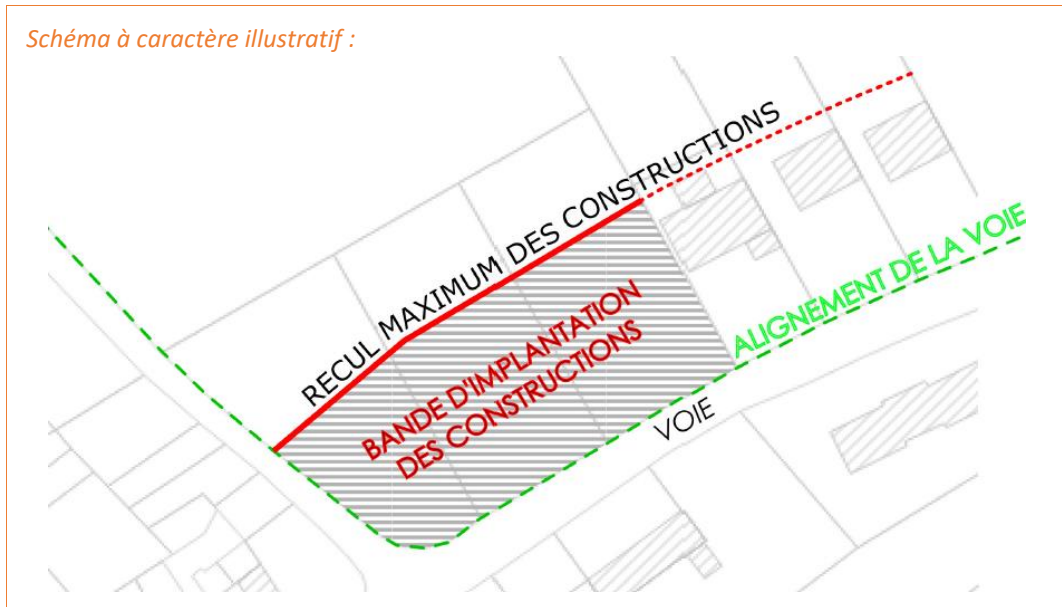 Schéma à caractère illustratif :
RECUL MAXIMUM DES CONSTRUCTIONS
BANDE D'IMPLANTATION
DES CONSTRUCTIONS
ALIGNEMENT DE LA VOIE
VOIE